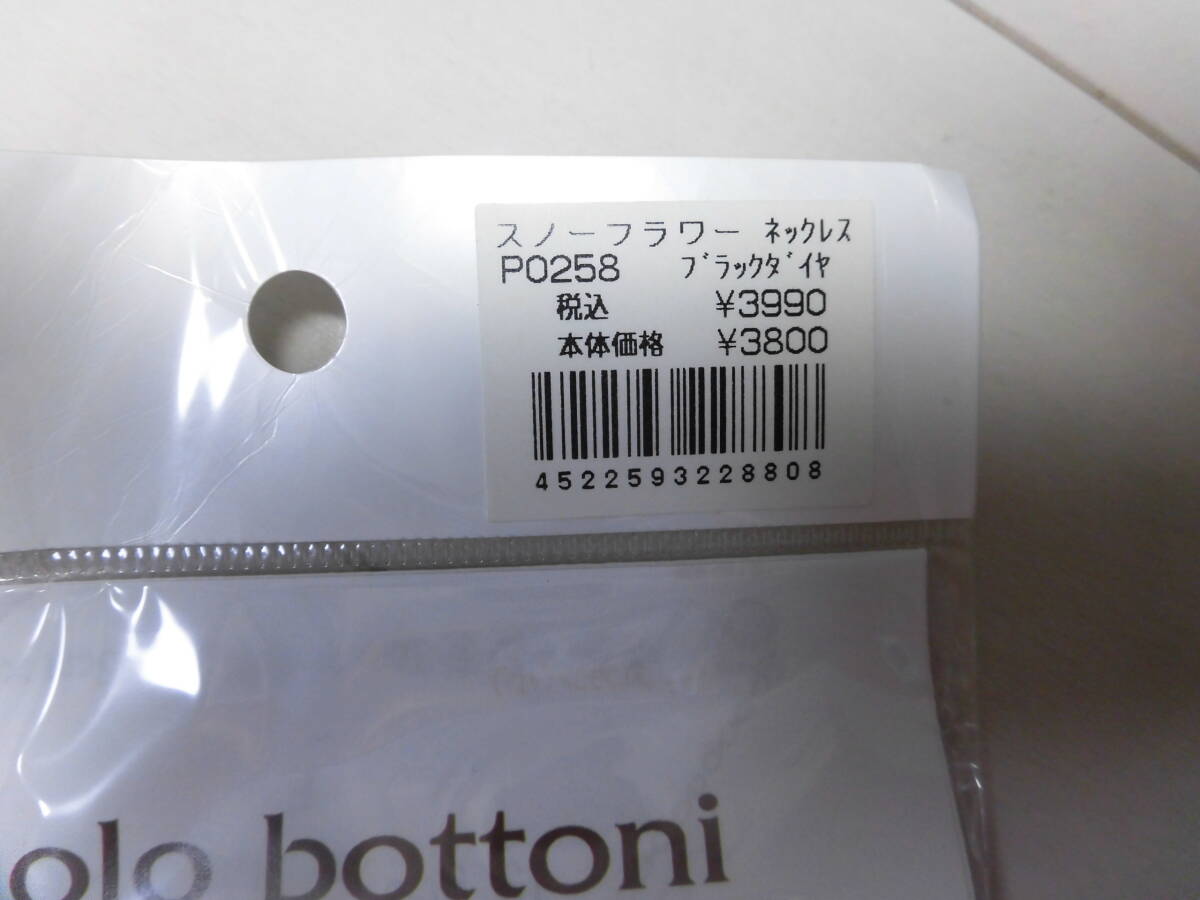 スノーフラワー ネックレス
P0258 ブラックダイヤ
税込 ¥3990
本体価格 ¥3800
4522593228808
olo bottoni